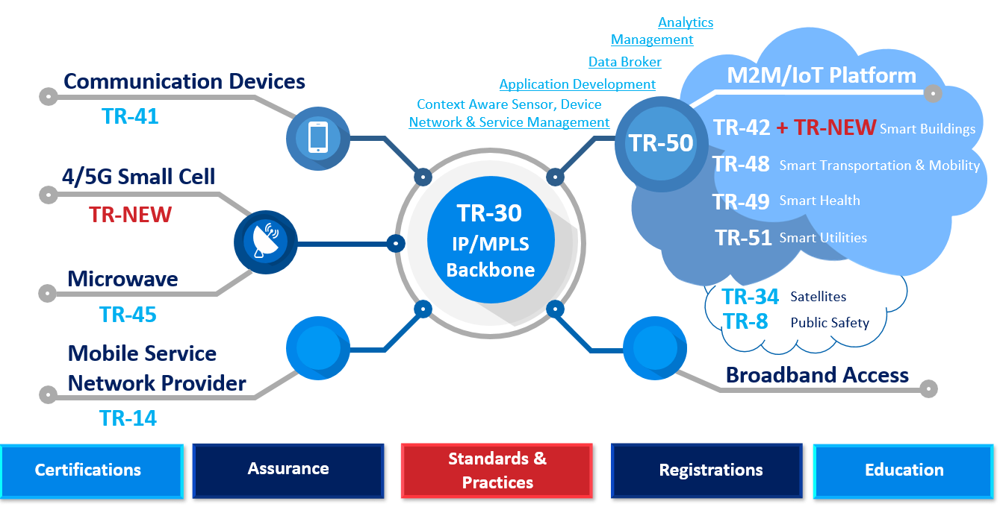 Analytics
Management
Data Broker
Application Development
Context Aware Sensor, Device
Network & Service Management
Communication Devices
TR-41
4/5G Small Cell
TR-NEW
Microwave
TR-45
Mobile Service
Network Provider
TR-14
TR-30
IP/MPLS
Backbone
TR-50
M2M/IoT Platform
TR-42 + TR-NEW Smart Buildings
TR-48 Smart Transportation & Mobility
TR-49 Smart Health
TR-51 Smart Utilities
TR-34 Satellites
TR-8 Public Safety
Broadband Access
Certifications
Assurance
Standards &
Practices
Registrations
Education